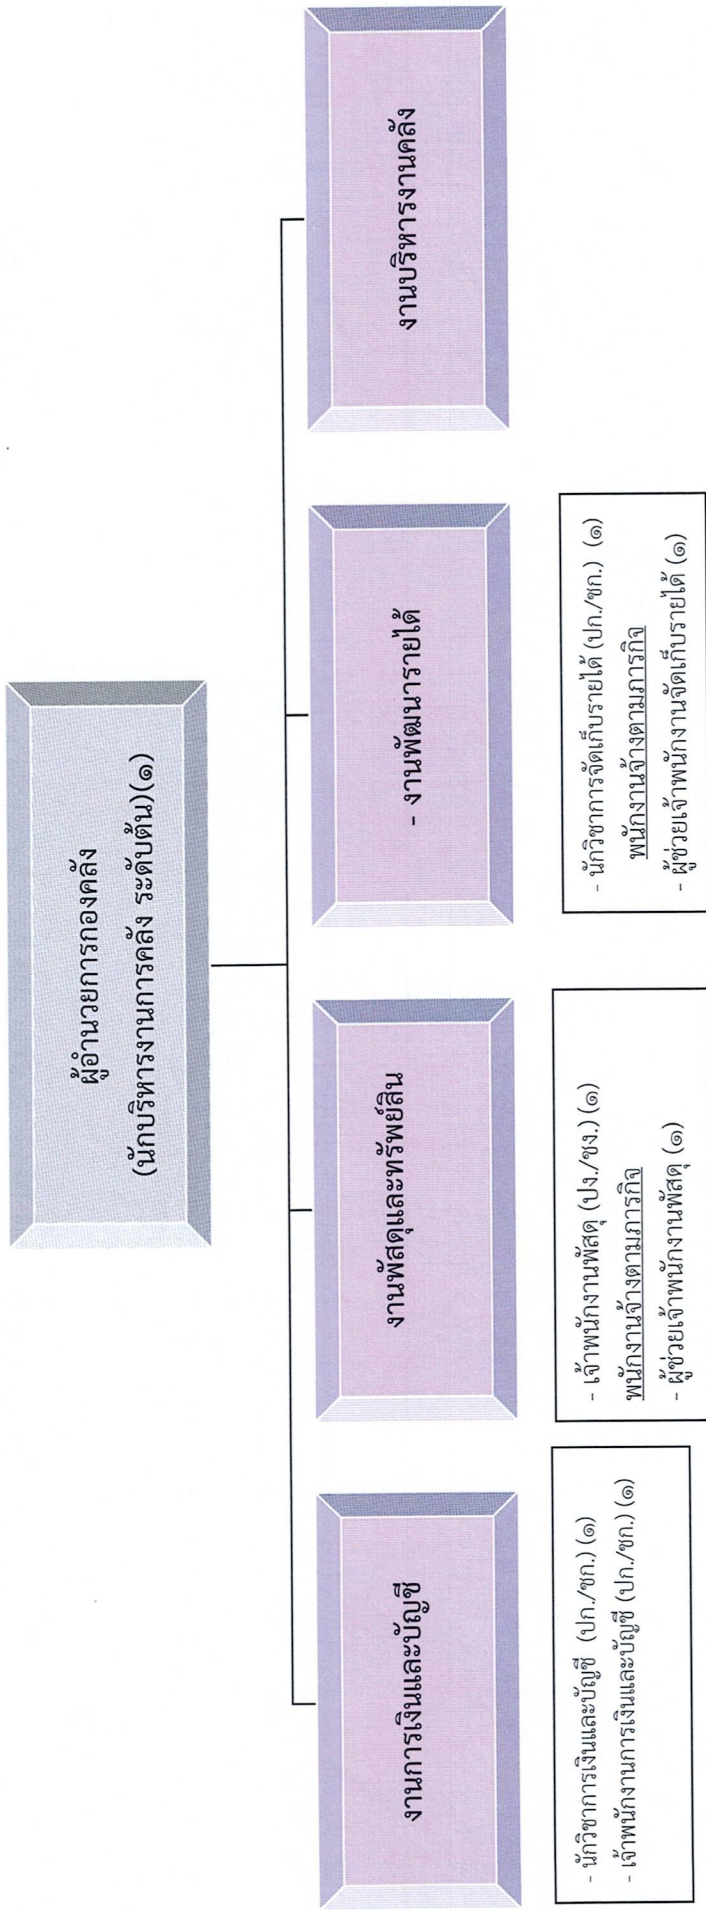 ผู้อำนวยการกองคลัง
(นักบริหารงานการคลัง ระดับต้น)(๑)
งานการเงินและบัญชี
งานพัสดุและทรัพย์สิน
- งานพัฒนารายได้
งานบริหารงานคลัง
- นักวิชาการเงินและบัญชี (ปก./ชก.) (๑)
- เจ้าพนักงานการเงินและบัญชี (ปก./ชก.) (๑)
- เจ้าพนักงานพัสดุ (ปง./ชง.) (๑)
พนักงานจ้างตามภารกิจ
- ผู้ช่วยเจ้าพนักงานพัสดุ (๑)
- นักวิชาการจัดเก็บรายได้ (ปก./ชก.) (๑)
พนักงานจ้างตามภารกิจ
- ผู้ช่วยเจ้าพนักงานจัดเก็บรายได้ (๑)